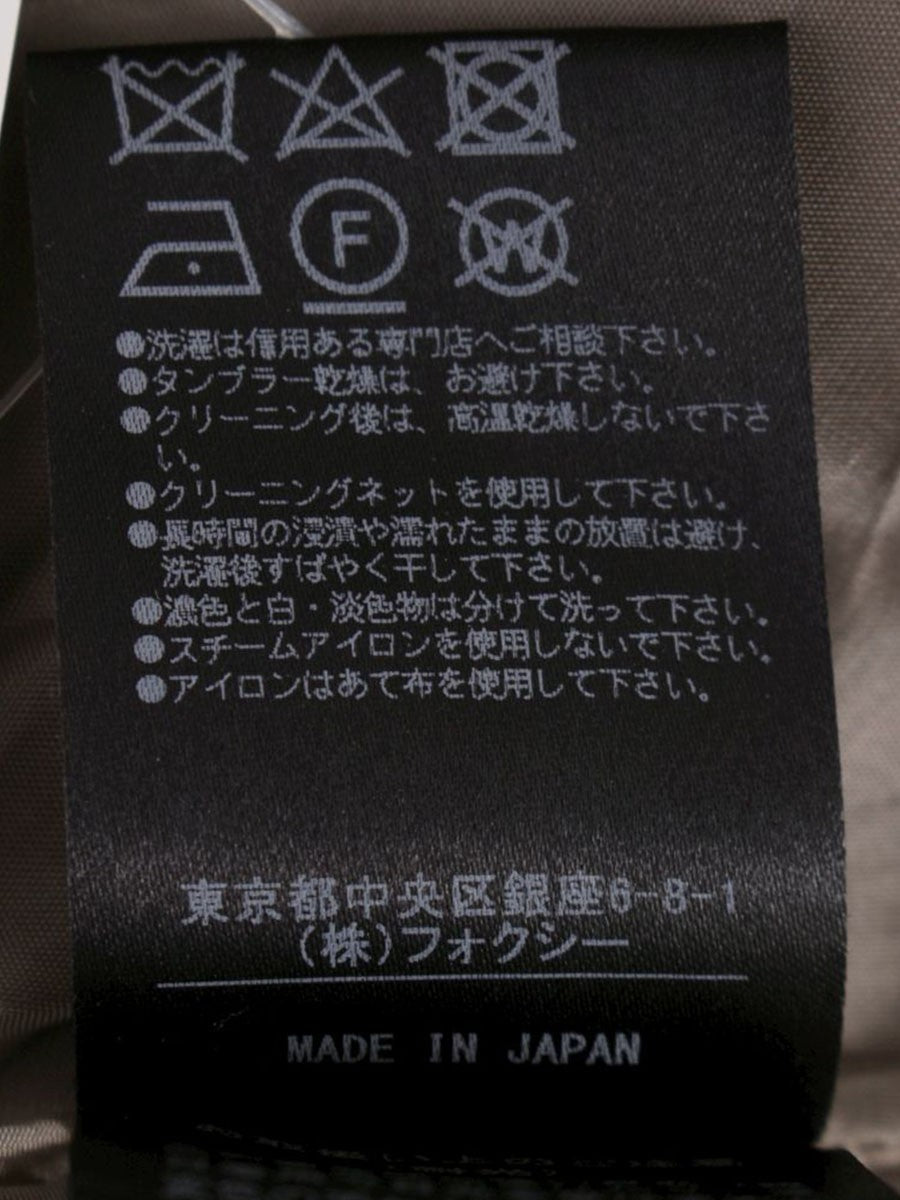 F
W
●洗濯は信用ある専門店へご相談下さい。
●タンブラー乾燥は、お避け下さい。
●クリーニング後は、高温乾燥しないで下さ
い。
●クリーニングネットを使用して下さい。
●長時間の浸漬や濡れたままの放置は避け、
洗濯後すばやく干して下さい。
●濃色と白・淡色物は分けて洗って下さい。
●スチームアイロンを使用しないで下さい。
●アイロンはあて布を使用して下さい。
東京都中央区銀座6-8-1
(株)フォクシー
MADE IN JAPAN